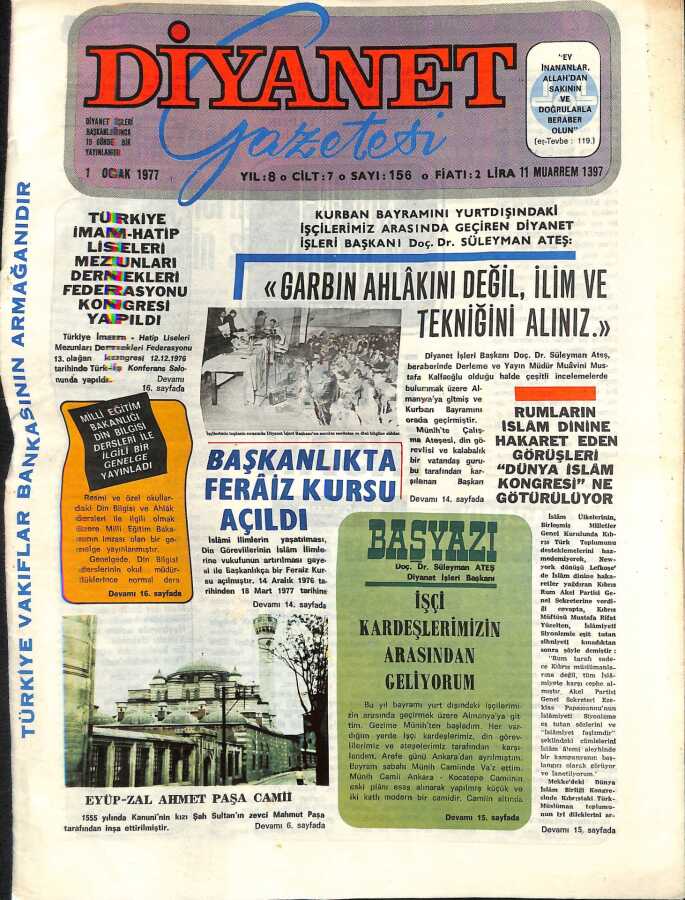 DİYANET
Gazetesi
DİYANET İŞLERİ
BAŞKANLIĞINCA
15 GÜNDE BİR
YAYINLANIR
"EY
İNANANLAR,
ALLAH'DAN
SAKININ
VE
DOĞRULARLA
BERABER
OLUN"
(et-Tevbe : 119.)
1 OCAK 1977
YIL:8 o CİLT:7 o SAYI:156 o FİATI:2 LİRA 11 MUARREM 1397
TÜRKİYE VAKIFLAR BANKASININ ARMAĞANIDIR
TÜRKİYE
İMAM-HATİP
LİSELERİ
MEZUNLARI
DERNEKLERİ
FEDERASYONU
KONGRESİ
YAPILDI
Türkiye İmam - Hatip Liseleri
Mezunları Dernekleri Federasyonu
13. olağan kongresi 12.12.1976
tarihinde Türk-İş Konferans Salo-
nunda yapıldı. Devamı
16. sayfada
KURBAN BAYRAMINI YURTDIŞINDAKİ
İŞÇİLERİMİZ ARASINDA GEÇİREN DİYANET
İŞLERİ BAŞKANI Doç. Dr. SÜLEYMAN ATEŞ:
«GARBIN AHLÂKINI DEĞİL, İLİM VE
TEKNİĞİNİ ALINIZ.»
Diyanet İşleri Başkanı Doç. Dr. Süleyman Ateş,
beraberinde Derleme ve Yayın Müdür Muâvini Mus-
tafa Kalfaoğlu olduğu halde çeşitli incelemelerde
bulunmak üzere Al-
manya'ya gitmiş ve
Kurban Bayramını
orada geçirmiştir.
Münih'te Çalış-
ma Ateşesi, din gö-
revlisi ve kalabalık
bir vatandaş guru-
bu tarafından kar-
şılanan Başkan
Devamı 14. sayfada
MİLLİ EĞİTİM
BAKANLIĞI
DİN BİLGİSİ
DERSLERİ İLE
İLGİLİ BİR
GENELGE
YAYINLADI
Resmi ve özel okullar-
daki Din Bilgisi ve Ahlâk
dersleri ile ilgili olmak
üzere Milli Eğitim Baka-
nının imzası olan bir ge-
nelge yayınlanmıştır.
Genelgede, Din Bilgisi
derslerinin okul müdür-
lüklerince normal ders
Devamı 16. sayfada
BAŞKANLIKTA
FERÂİZ KURSU
AÇILDI
İslâmi ilimlerin yaşatılması,
Din Görevlilerinin İslâm İlimle-
rine vukufunun artırılması gaye-
si ile Başkanlıkça bir Feraiz Kur-
su açılmıştır. 14 Aralık 1976 ta-
rihinden 18 Mart 1977 tarihine
Devamı 14. sayfada
RUMLARIN
İSLÂM DİNİNE
HAKARET EDEN
GÖRÜŞLERİ
"DÜNYA İSLÂM
KONGRESİ" NE
GÖTÜRÜLÜYOR
İslâm Ülkelerinin,
Birleşmiş Milletler
Genel Kurulunda Kıb-
rıs Türk Toplumunu
desteklemelerini haz-
medemiyerek, New-
york dönüşü Lefkoşe'
de İslâm dinine haka-
retler yağdıran Kıbrıs
Rum Akel Partisi Ge-
nel Sekreterine verdi-
ği cevapta, Kıbrıs
Müftüsü Mustafa Rifat
Yücelten, İslâmiyeti
Siyonizmle eşit tutan
zihniyeti kınadıktan
sonra şöyle demiştir :
"Rum tarafı sade-
ce Kıbrıs müslümanla-
rına değil, tüm İslâ-
miyete karşı cephe al-
mıştır. Akel Partisi
Genel Sekreteri Eze-
kias Papaioannu'nun
İslâmiyeti Siyonizme
eş tutan sözlerini ve
"İslâmiyet faşizmdir"
şeklindeki cümlelerini
İslâm âlemi aleyhinde
bir kampanyanın baş-
langıcı olarak görüyor
ve lanetliyorum."
Mekke'deki Dünya
İslâm Birliği Kongre-
sinde Kıbrıstaki Türk-
Müslüman toplumu-
nun iyi dileklerini ar-
Devamı 15. sayfada
BAŞYAZI
Doç. Dr. Süleyman ATEŞ
Diyanet İşleri Başkanı
İŞÇİ
KARDEŞLERİMİZİN
ARASINDAN
GELİYORUM
Bu yıl bayramı yurt dışındaki işçilerimi-
zin arasında geçirmek üzere Almanya'ya git-
tim. Gezime Münih'ten başladım. Her var-
dığım yerde işçi kardeşlerimiz, din görev-
lilerimiz ve ateşelerimiz tarafından karşı-
landım. Arefe günü Ankara'dan ayrılmıştım.
Bayram sabahı Münih Camiinde Va'z ettim.
Münih Camii Ankara - Kocatepe Camiinin
eski plânı esas alınarak yapılmış küçük ve
iki katlı modern bir camidir. Camiin altında
Devamı 15. sayfada
EYÜP-ZAL AHMET PAŞA CAMİİ
1555 yılında Kanuni'nin kızı Şah Sultan'ın zevci Mahmut Paşa
tarafından inşa ettirilmiştir. Devamı 6. sayfada